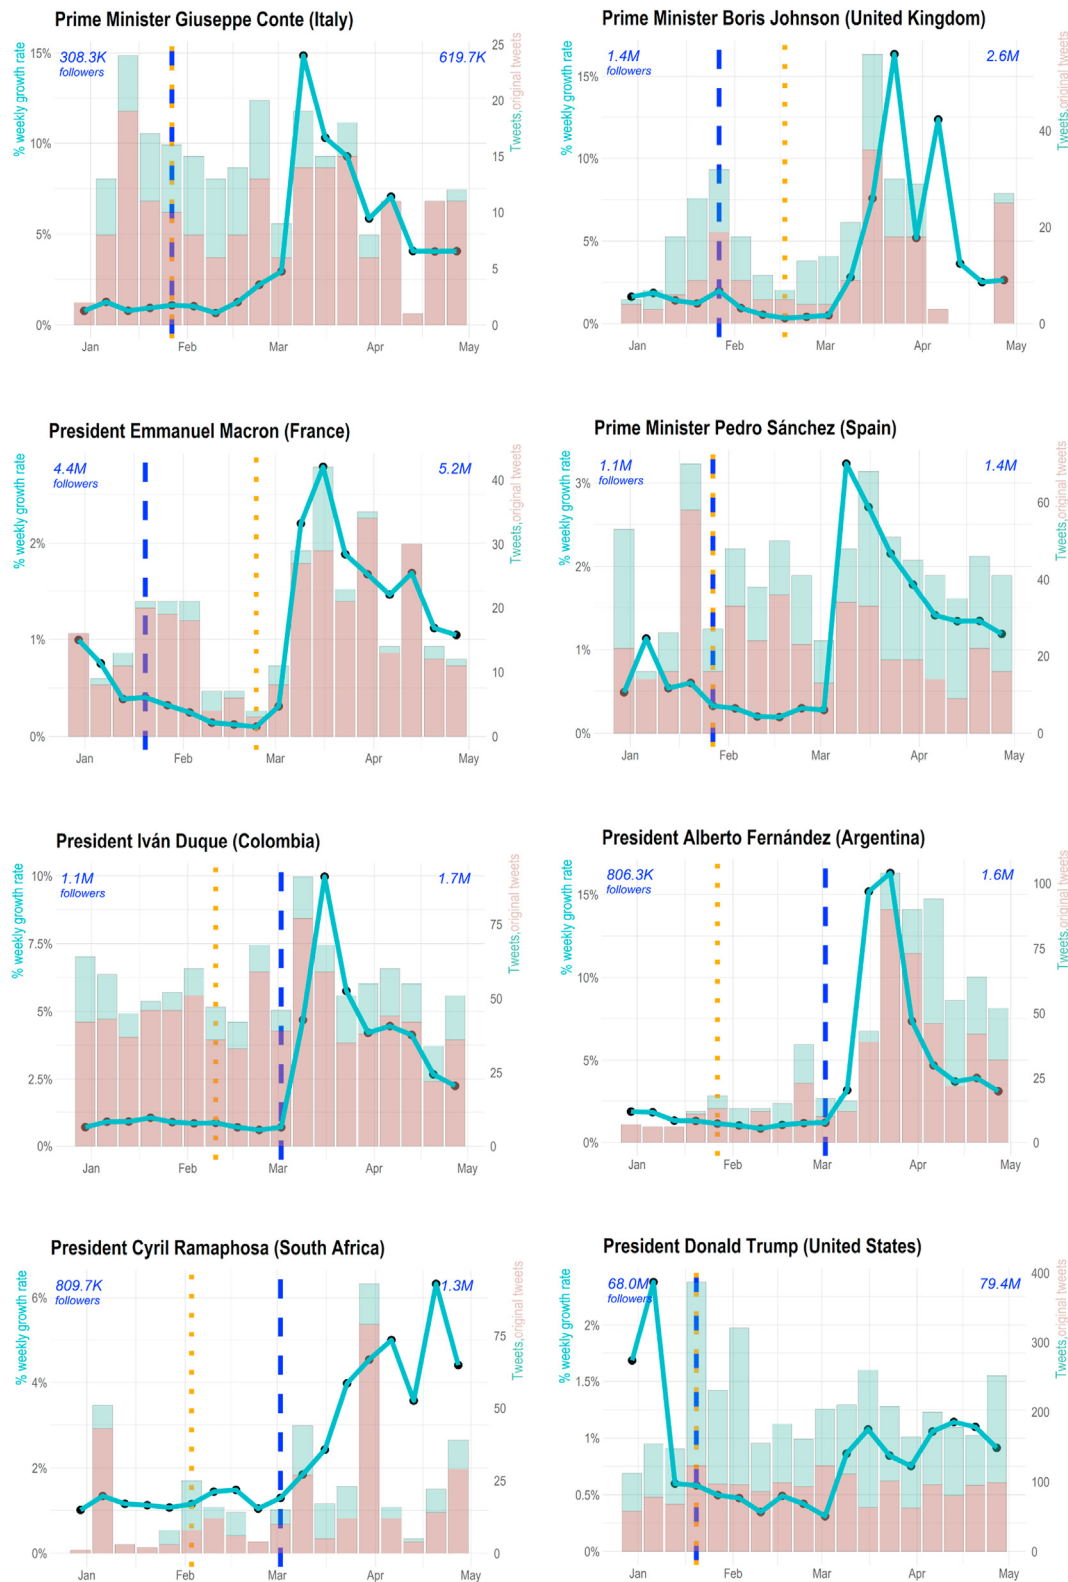 Prime Minister Giuseppe Conte (Italy)
% weekly growth rate
308.3K
followers
619.7K
15%
10%
5%
0%
25
20
15
10
5
0
Tweets,original tweets
Jan Feb Mar Apr May
Prime Minister Boris Johnson (United Kingdom)
% weekly growth rate
1.4M
followers
2.6M
15%
10%
5%
0%
40
20
0
Tweets,original tweets
Jan Feb Mar Apr May
President Emmanuel Macron (France)
% weekly growth rate
4.4M
followers
5.2M
2%
1%
0%
40
30
20
10
0
Tweets,original tweets
Jan Feb Mar Apr May
Prime Minister Pedro Sánchez (Spain)
% weekly growth rate
1.1M
followers
1.4M
3%
2%
1%
0%
60
40
20
0
Tweets,original tweets
Jan Feb Mar Apr May
President Iván Duque (Colombia)
% weekly growth rate
1.1M
followers
1.7M
10%
7.5%
5%
2.5%
0%
75
50
25
0
Tweets,original tweets
Jan Feb Mar Apr May
President Alberto Fernández (Argentina)
% weekly growth rate
806.3K
followers
1.6M
15%
10%
5%
0%
100
75
50
25
0
Tweets,original tweets
Jan Feb Mar Apr May
President Cyril Ramaphosa (South Africa)
% weekly growth rate
809.7K
followers
1.3M
6%
4%
2%
0%
75
50
25
0
Tweets,original tweets
Jan Feb Mar Apr May
President Donald Trump (United States)
% weekly growth rate
68.0M
followers
79.4M
2%
1.5%
1%
0.5%
0%
400
300
200
100
0
Tweets,original tweets
Jan Feb Mar Apr May